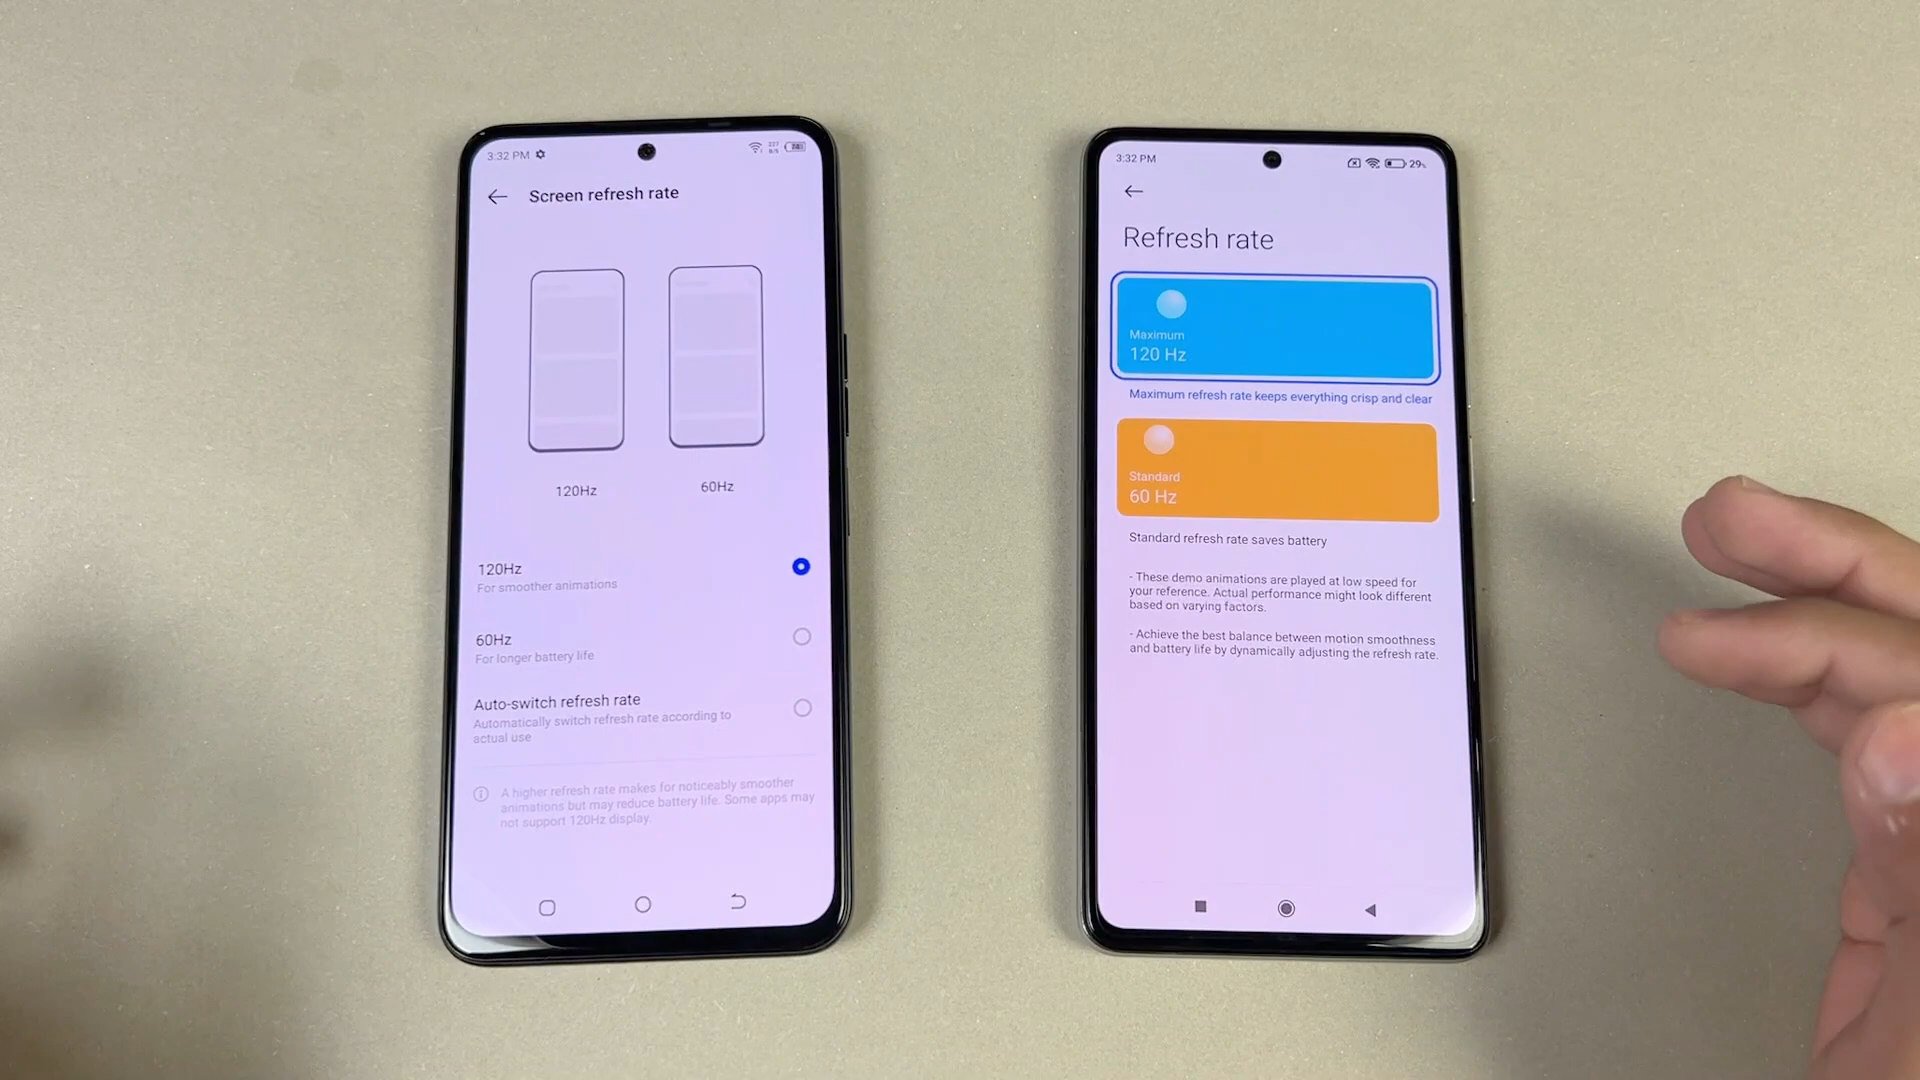 3:32 PM
Screen refresh rate
120Hz
60Hz
120Hz
For smoother animations
60Hz
For longer battery life
Auto-switch refresh rate
Automatically switch refresh rate according to
actual use
A higher refresh rate makes for noticeably smoother
animations but may reduce battery life. Some apps may
not support 120Hz display.
3:32 PM
29%
Refresh rate
Maximum
120 Hz
Maximum refresh rate keeps everything crisp and clear
Standard
60 Hz
Standard refresh rate saves battery
- These demo animations are played at low speed for
your reference. Actual performance might look different
based on varying factors.
- Achieve the best balance between motion smoothness
and battery life by dynamically adjusting the refresh rate.